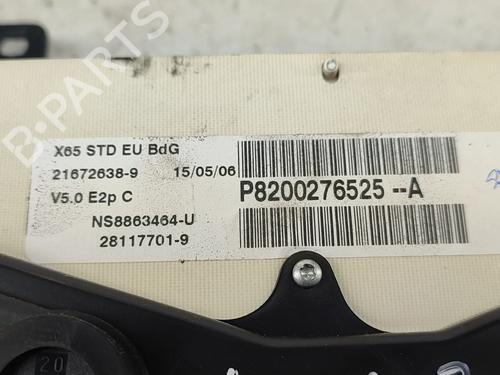 B-PARTS
X65 STD EU BdG
21672638-9 15/05/06
V5.0 E2p C
P8200276525 --A
NS8863464-U
28117701-9
20